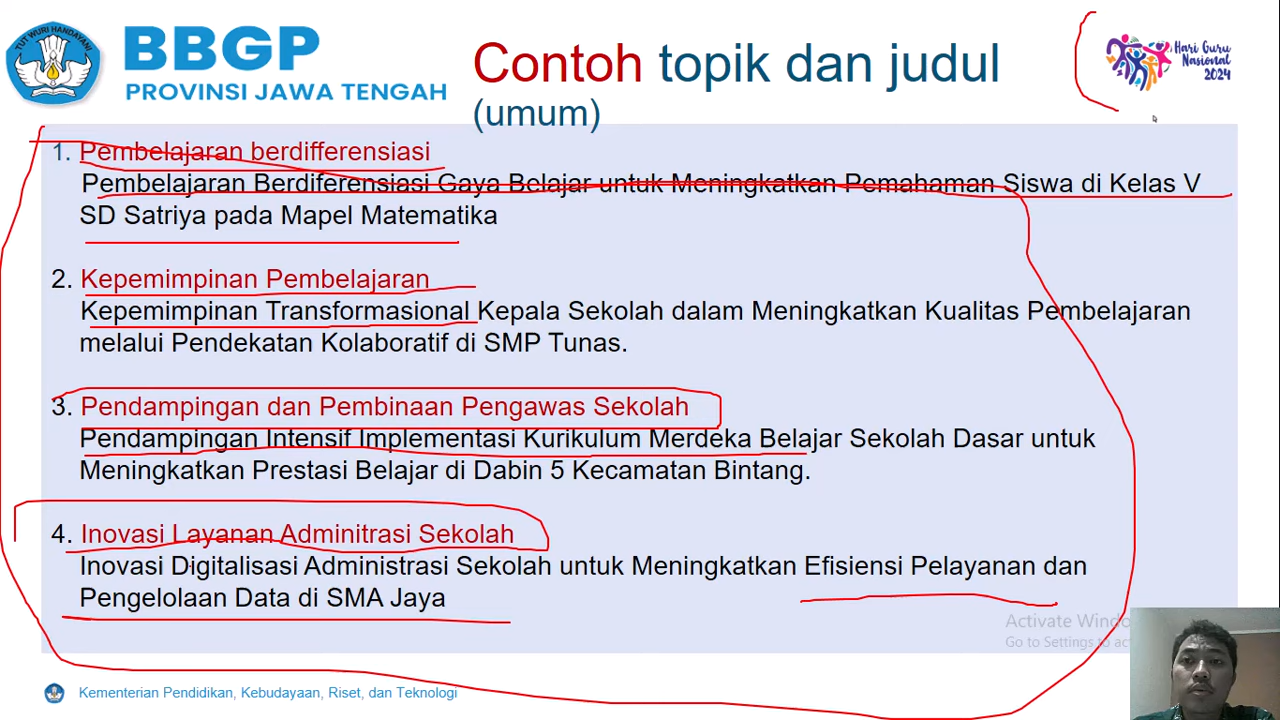 TUT WURI HANDAYANI
BBGP
PROVINSI JAWA TENGAH
Contoh topik dan judul
(umum)
Hari Guru
Nasional
2024
1. Pembelajaran berdifferensiasi
Pembelajaran Berdiferensiasi Gaya Belajar untuk Meningkatkan Pemahaman Siswa di Kelas V
SD Satriya pada Mapel Matematika
2. Kepemimpinan Pembelajaran
Kepemimpinan Transformasional Kepala Sekolah dalam Meningkatkan Kualitas Pembelajaran
melalui Pendekatan Kolaboratif di SMP Tunas.
3. Pendampingan dan Pembinaan Pengawas Sekolah
Pendampingan Intensif Implementasi Kurikulum Merdeka Belajar Sekolah Dasar untuk
Meningkatkan Prestasi Belajar di Dabin 5 Kecamatan Bintang.
4. Inovasi Layanan Adminitrasi Sekolah
Inovasi Digitalisasi Administrasi Sekolah untuk Meningkatkan Efisiensi Pelayanan dan
Pengelolaan Data di SMA Jaya
Activate
Go to Settings to
Kementerian Pendidikan, Kebudayaan, Riset, dan Teknologi